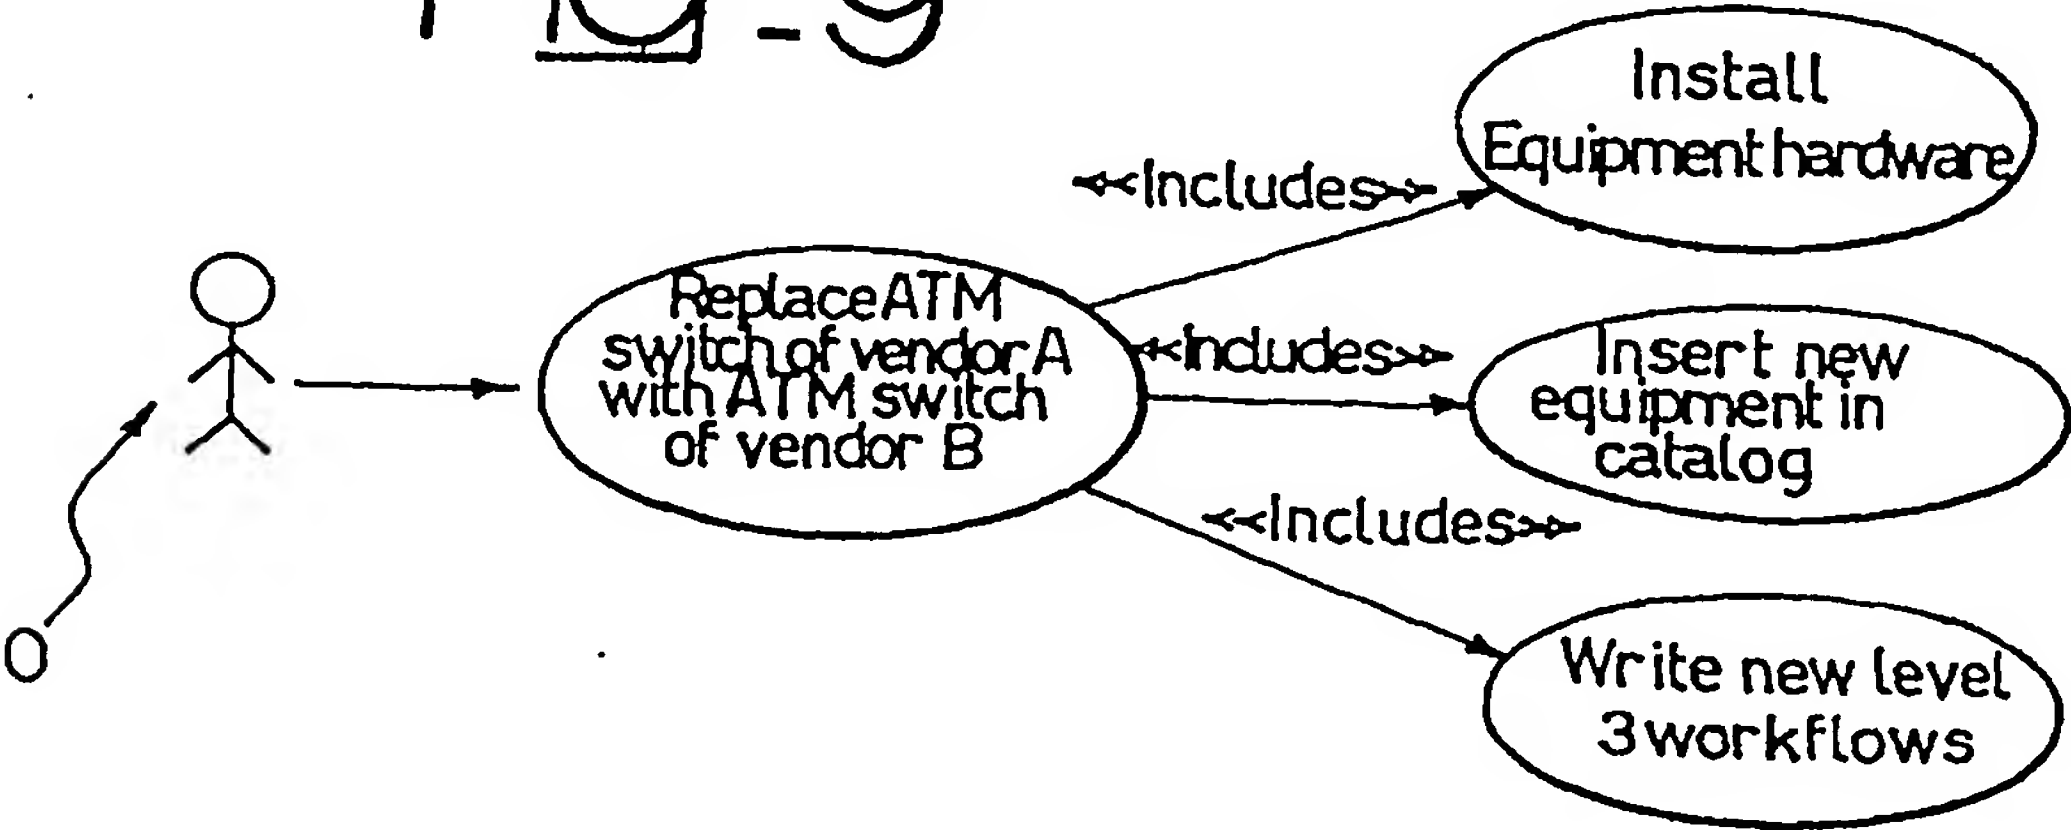 Install
Equipment hardware
<<Includes>>
Replace ATM
switch of vendor A
with ATM switch
of vendor B
<<Includes>>
Insert new
equipment in
catalog
<<Includes>>
O
Write new level
3 workflows